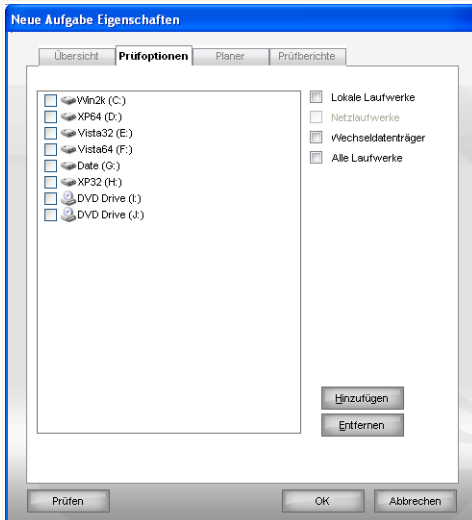 Neue Aufgabe Eigenschaften
Übersicht Prüfoptionen Planer Prüfberichte
Win2k (C:)
XP64 (D:)
Vista32 (E:)
Vista64 (F:)
Date (G:)
XP32 (H:)
DVD Drive (I:)
DVD Drive (J:)
Lokale Laufwerke
Netzlaufwerke
Wechseldatenträger
Alle Laufwerke
Hinzufügen
Entfernen
Prüfen OK Abbrechen